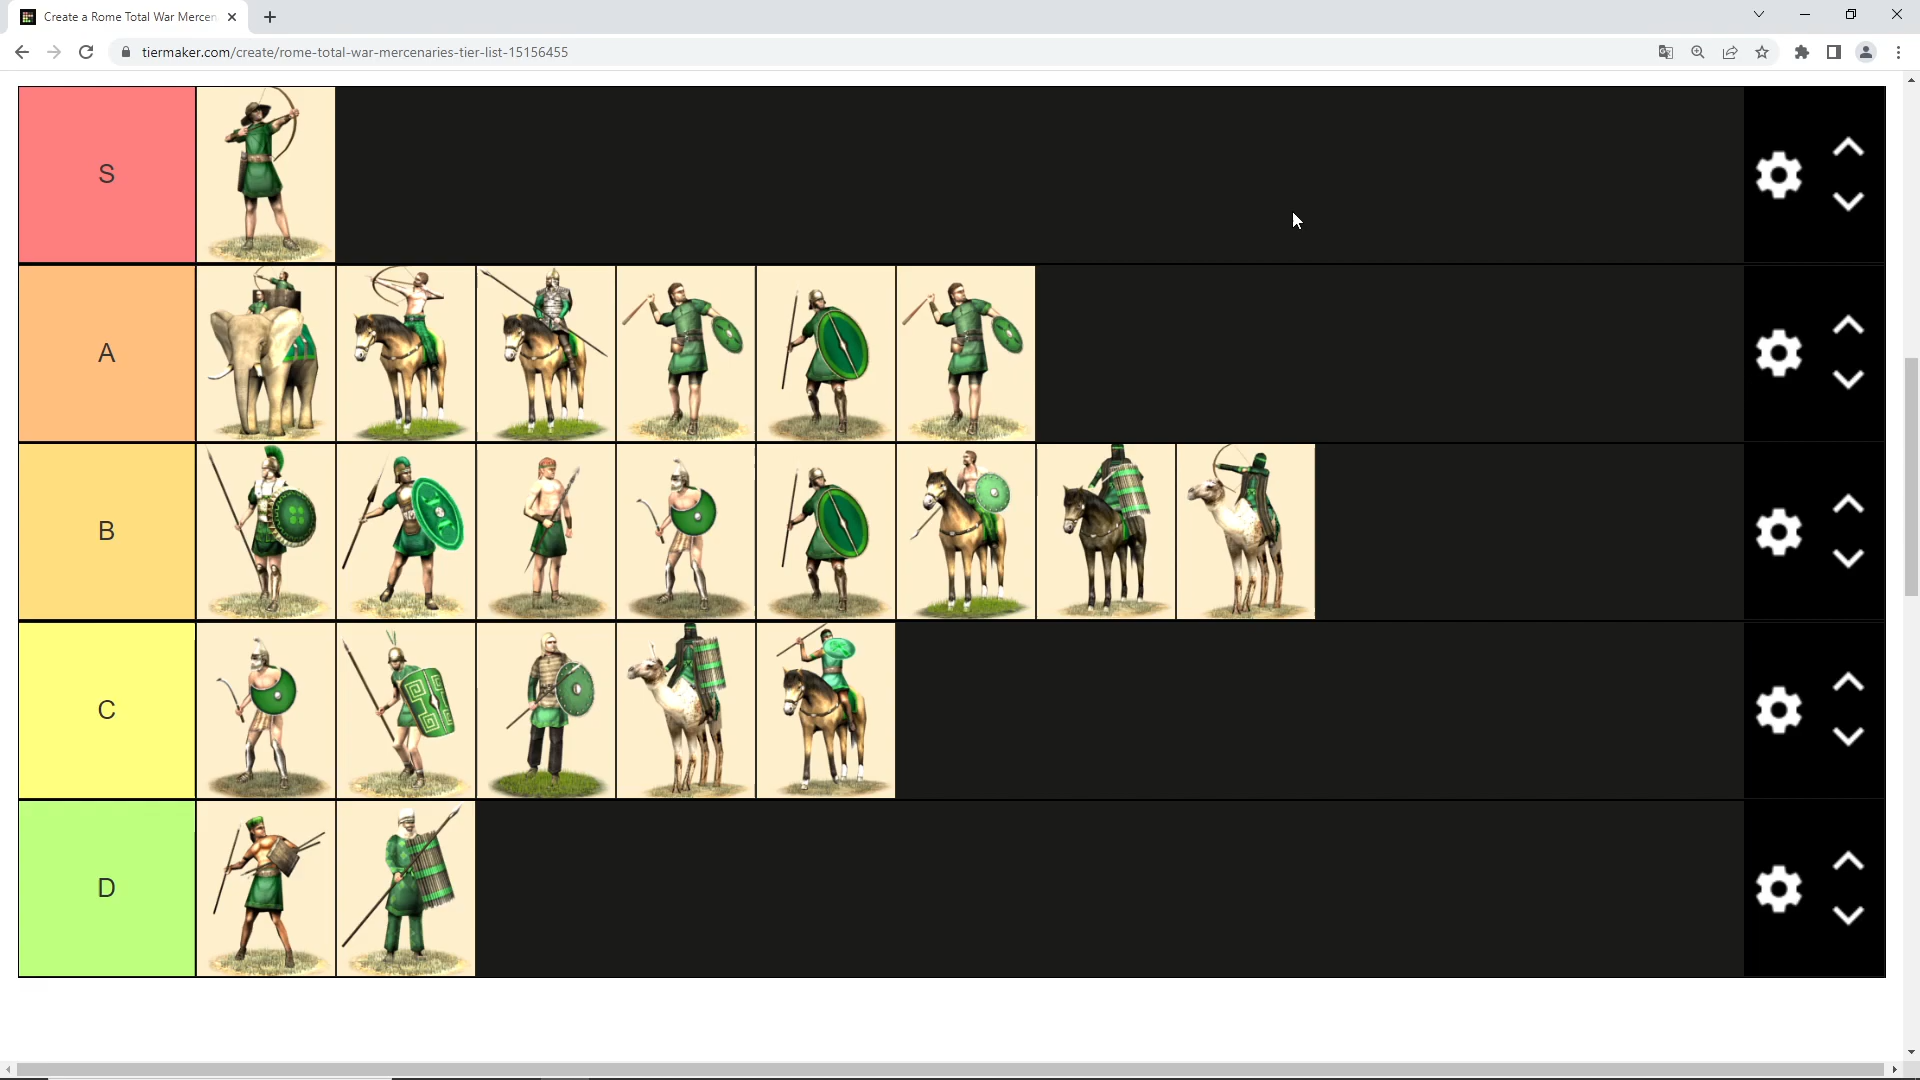 Create a Rome Total War Mercen
tiermaker.com/create/rome-total-war-mercenaries-tier-list-15156455
S
A
B
C
D